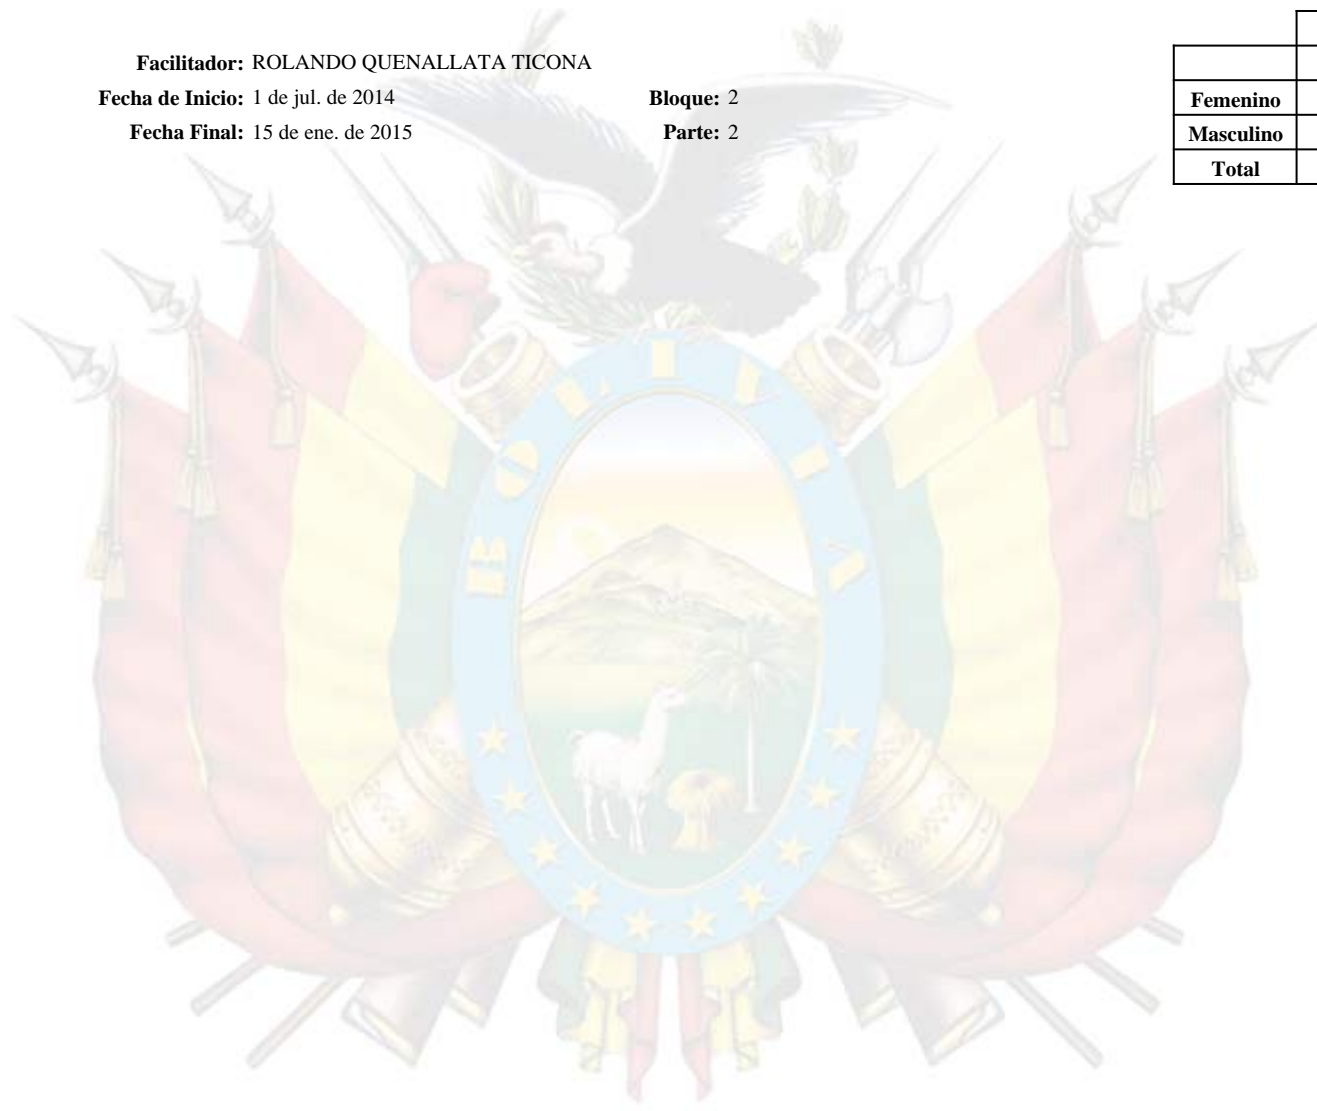 Facilitador: ROLANDO QUENALLATA TICONA
Fecha de Inicio: 1 de jul. de 2014 Bloque: 2
Fecha Final: 15 de ene. de 2015 Parte: 2
Femenino
Masculino
Total
BOLIVIA